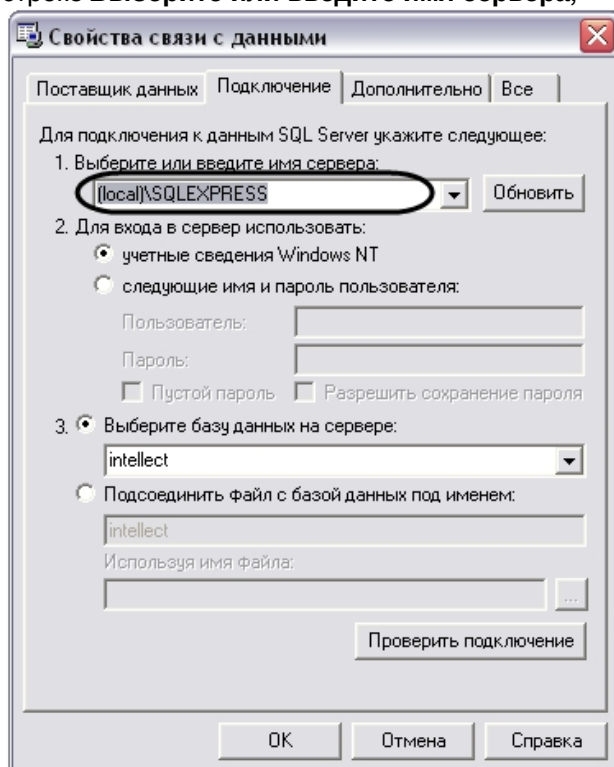 строке Выберите или введите имя сервера,
Свойства связи с данными
Поставщик данных Подключение Дополнительно Все
Для подключения к данным SQL Server укажите следующее:
1. Выберите или введите имя сервера:
(local)\SQLEXPRESS Обновить
2. Для входа в сервер использовать:
учетные сведения Windows NT
следующие имя и пароль пользователя:
Пользователь:
Пароль:
Пустой пароль Разрешить сохранение пароля
3. Выберите базу данных на сервере:
intellect
Подсоединить файл с базой данных под именем:
intellect
Используя имя файла:
...
Проверить подключение
OK Отмена Справка